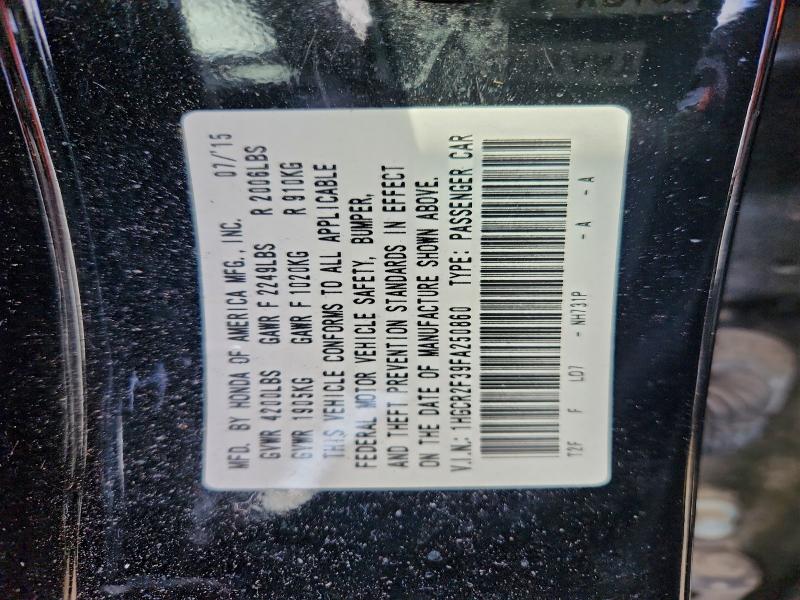 MFD. BY HONDA OF AMERICA MFG., INC. 07/15
GVWR 4200LBS GAWR F 2249LBS R 2006LBS
GVWR 1905KG GAWR F 1020KG R 910KG
THIS VEHICLE CONFORMS TO ALL APPLICABLE
FEDERAL MOTOR VEHICLE SAFETY, BUMPER,
AND THEFT PREVENTION STANDARDS IN EFFECT
ON THE DATE OF MANUFACTURE SHOWN ABOVE.
V.I.N.: 1HGCR2F39FA250860 TYPE: PASSENGER CAR
T2F F LD7 - NH731P - A - A